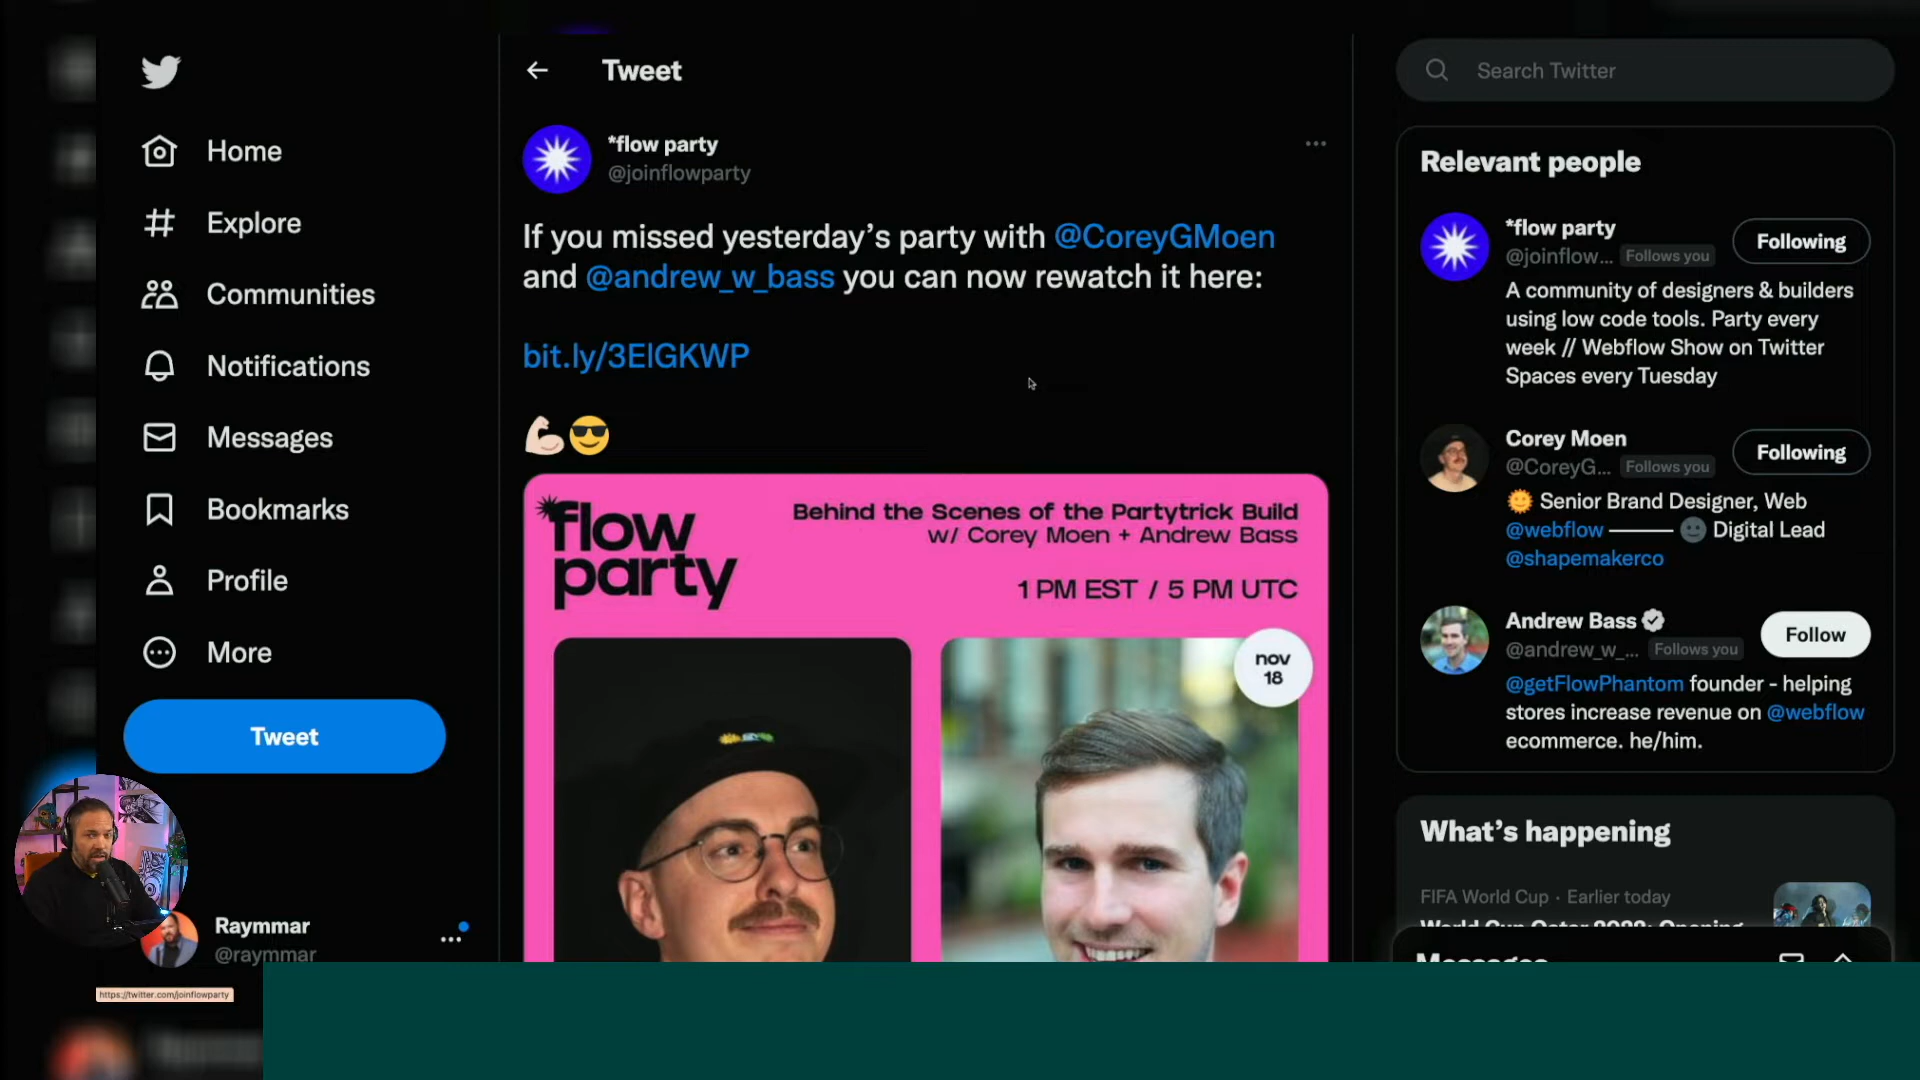 Home
Explore
Communities
Notifications
Messages
Bookmarks
Profile
More
Tweet
Raymmar
@raymmar
https://twitter.com/joinflowparty
Tweet
*flow party
@joinflowparty
If you missed yesterday's party with @CoreyGMoen
and @andrew_w_bass you can now rewatch it here:
bit.ly/3ElGKWP
*flow
party
Behind the Scenes of the Partytrick Build
w/ Corey Moen + Andrew Bass
1 PM EST / 5 PM UTC
nov
18
Search Twitter
Relevant people
*flow party
@joinflow... Follows you
Following
A community of designers & builders
using low code tools. Party every
week // Webflow Show on Twitter
Spaces every Tuesday
Corey Moen
@CoreyG... Follows you
Following
Senior Brand Designer, Web
@webflow ——— Digital Lead
@shapemakerco
Andrew Bass
@andrew_w_... Follows you
Follow
@getFlowPhantom founder - helping
stores increase revenue on @webflow
ecommerce. he/him.
What's happening
FIFA World Cup · Earlier today
World Cup Qatar 2022: Opening
Messages